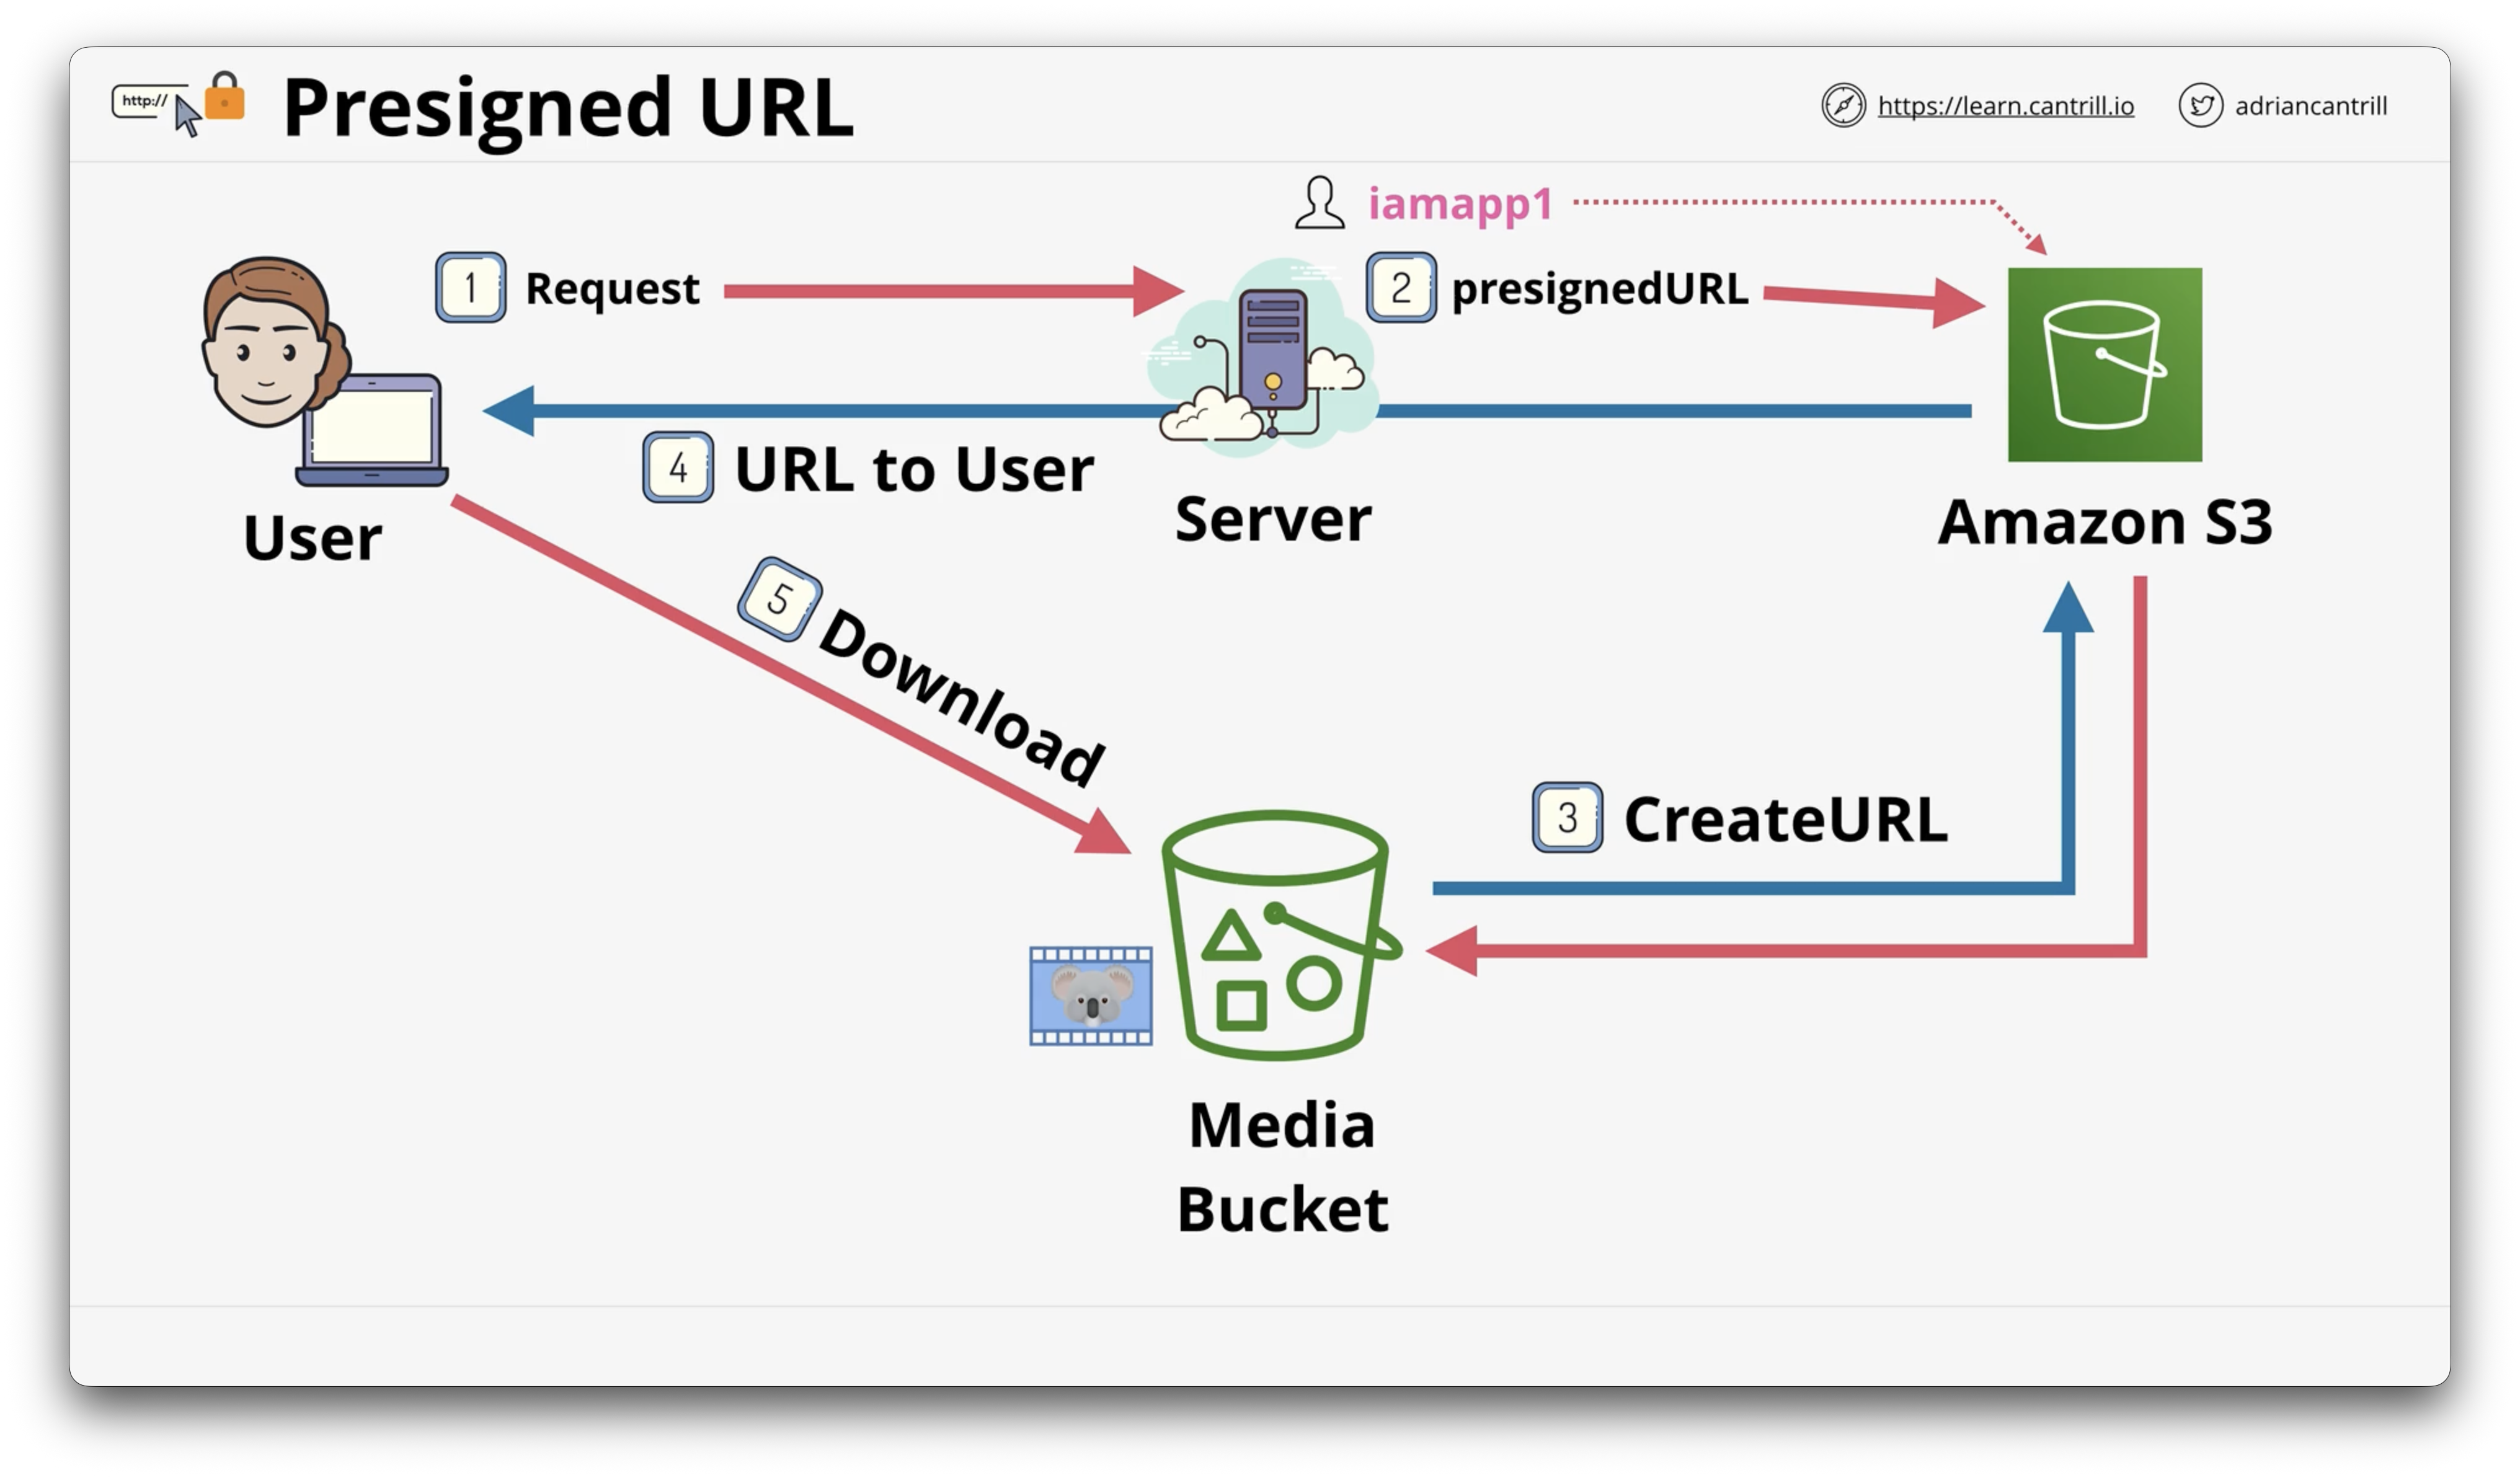 http://
Presigned URL
https://learn.cantrill.io
adriancantrill
iamapp1
1 Request
2 presignedURL
4 URL to User
User
Server
Amazon S3
5 Download
3 CreateURL
Media
Bucket